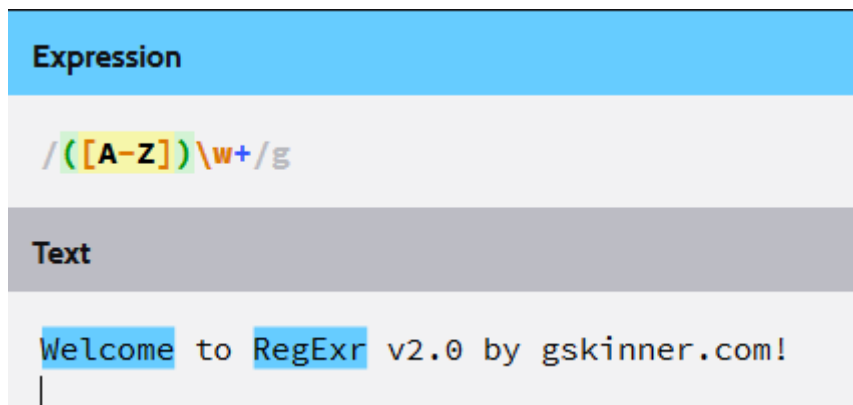 Expression
/([A-Z])\w+/g
Text
Welcome to RegExr v2.0 by gskinner.com!